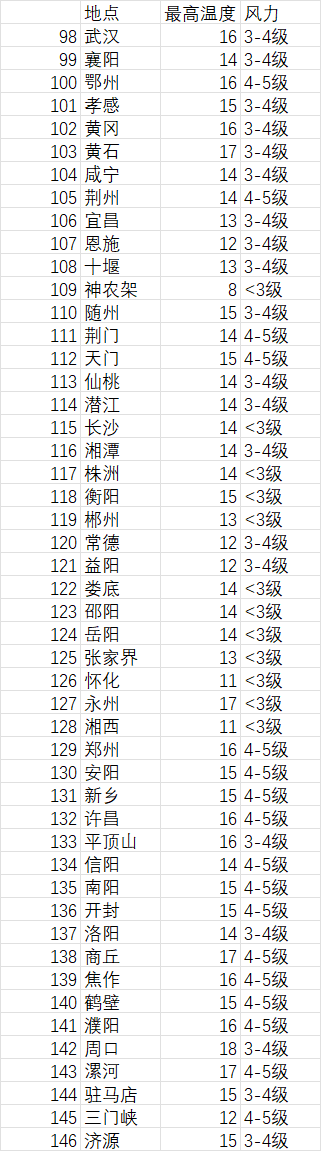 地点 最高温度 风力
98 武汉 16 3-4级
99 襄阳 14 3-4级
100 鄂州 16 4-5级
101 孝感 15 3-4级
102 黄冈 16 3-4级
103 黄石 17 3-4级
104 咸宁 14 3-4级
105 荆州 14 4-5级
106 宜昌 13 3-4级
107 恩施 12 3-4级
108 十堰 13 3-4级
109 神农架 8 <3级
110 随州 15 3-4级
111 荆门 14 4-5级
112 天门 15 4-5级
113 仙桃 14 3-4级
114 潜江 14 3-4级
115 长沙 14 <3级
116 湘潭 14 3-4级
117 株洲 14 <3级
118 衡阳 15 <3级
119 郴州 13 <3级
120 常德 12 3-4级
121 益阳 12 3-4级
122 娄底 14 <3级
123 邵阳 14 <3级
124 岳阳 14 <3级
125 张家界 13 <3级
126 怀化 11 <3级
127 永州 17 <3级
128 湘西 11 <3级
129 郑州 16 4-5级
130 安阳 15 4-5级
131 新乡 15 4-5级
132 许昌 16 4-5级
133 平顶山 16 3-4级
134 信阳 14 4-5级
135 南阳 15 4-5级
136 开封 15 4-5级
137 洛阳 14 3-4级
138 商丘 17 4-5级
139 焦作 16 4-5级
140 鹤壁 15 4-5级
141 濮阳 16 4-5级
142 周口 18 3-4级
143 漯河 17 4-5级
144 驻马店 15 3-4级
145 三门峡 12 4-5级
146 济源 15 3-4级